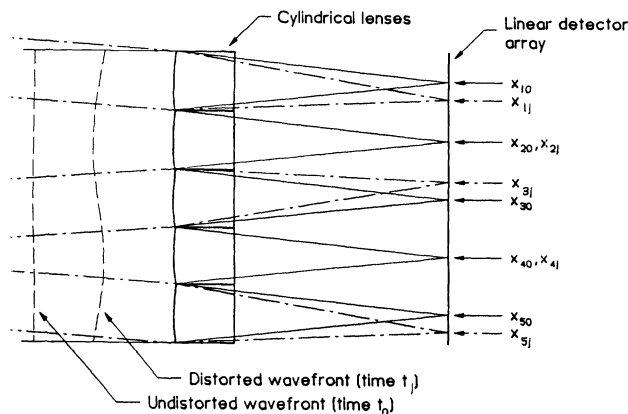 Cylindrical lenses
Linear detector
array
x₁₀
x₁ⱼ
x₂₀, x₂ⱼ
x₃ⱼ
x₃₀
x₄₀, x₄ⱼ
x₅₀
x₅ⱼ
Distorted wavefront (time tⱼ)
Undistorted wavefront (time t₀)